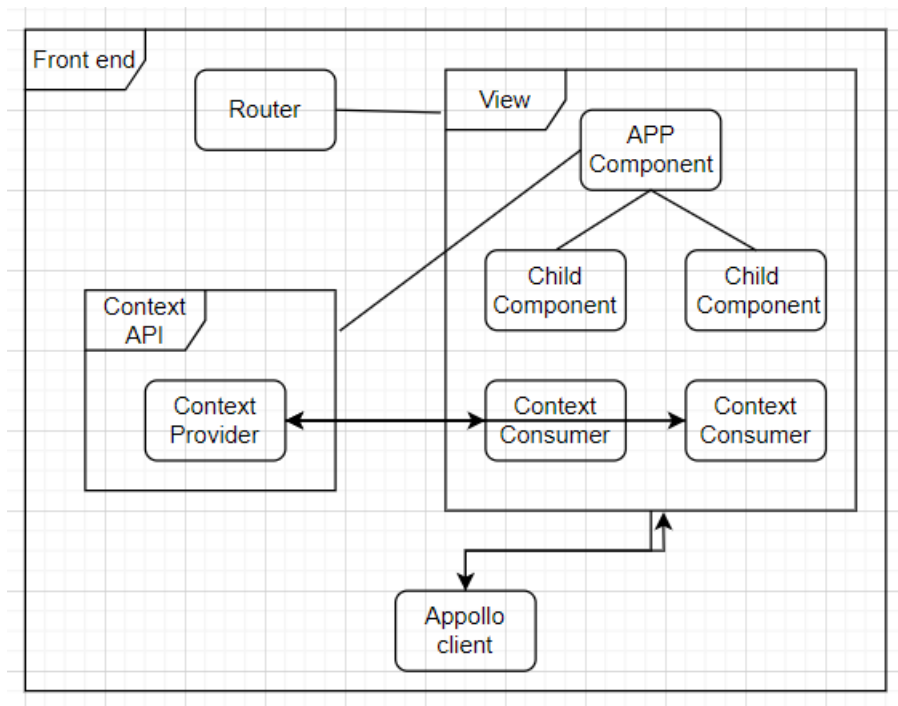 Front end
Router
View
APP
Component
Child
Component
Child
Component
Context
API
Context
Provider
Context
Consumer
Context
Consumer
Appollo
client